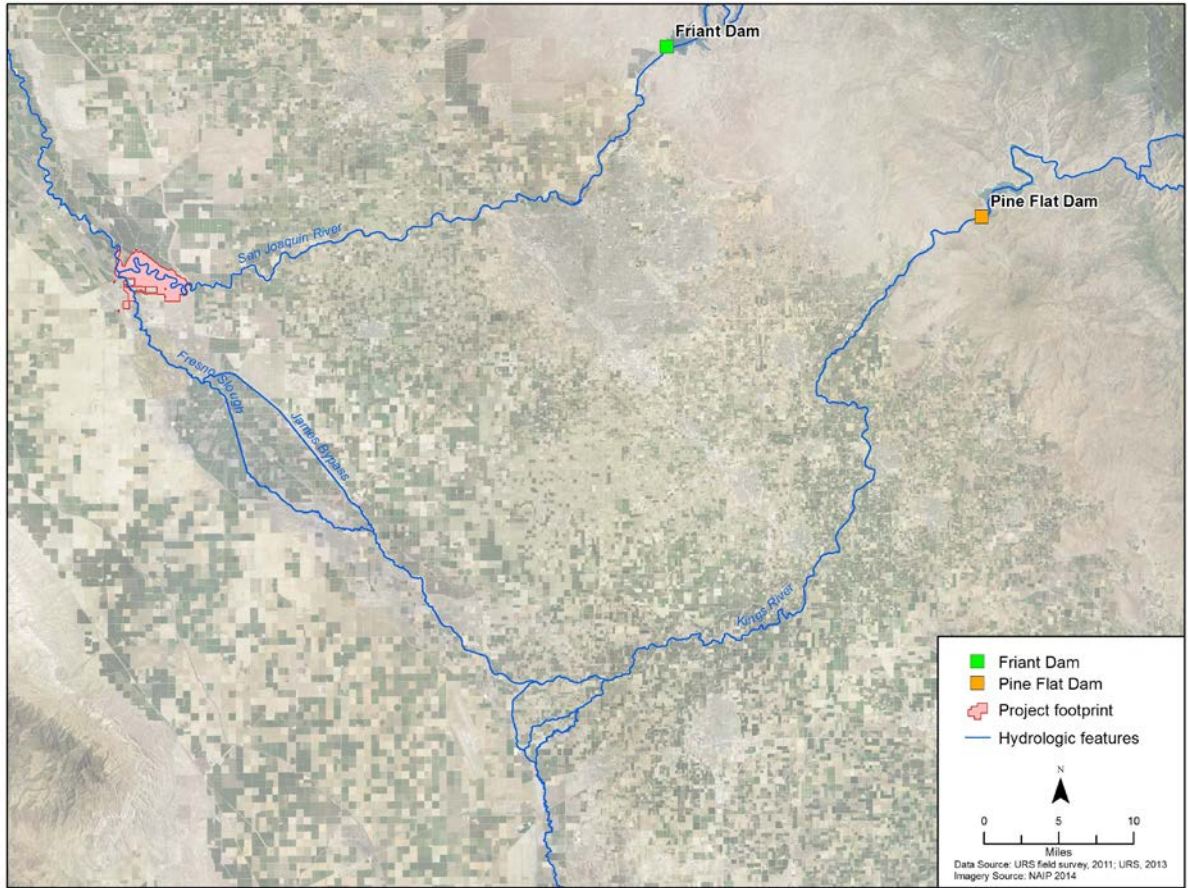 Friant Dam
Pine Flat Dam
San Joaquin River
Fresno Slough
James Bypass
Kings River
Friant Dam
Pine Flat Dam
Project footprint
Hydrologic features
N
0 5 10
Miles
Data Source: URS field survey, 2011; URS, 2013
Imagery Source: NAIP 2014